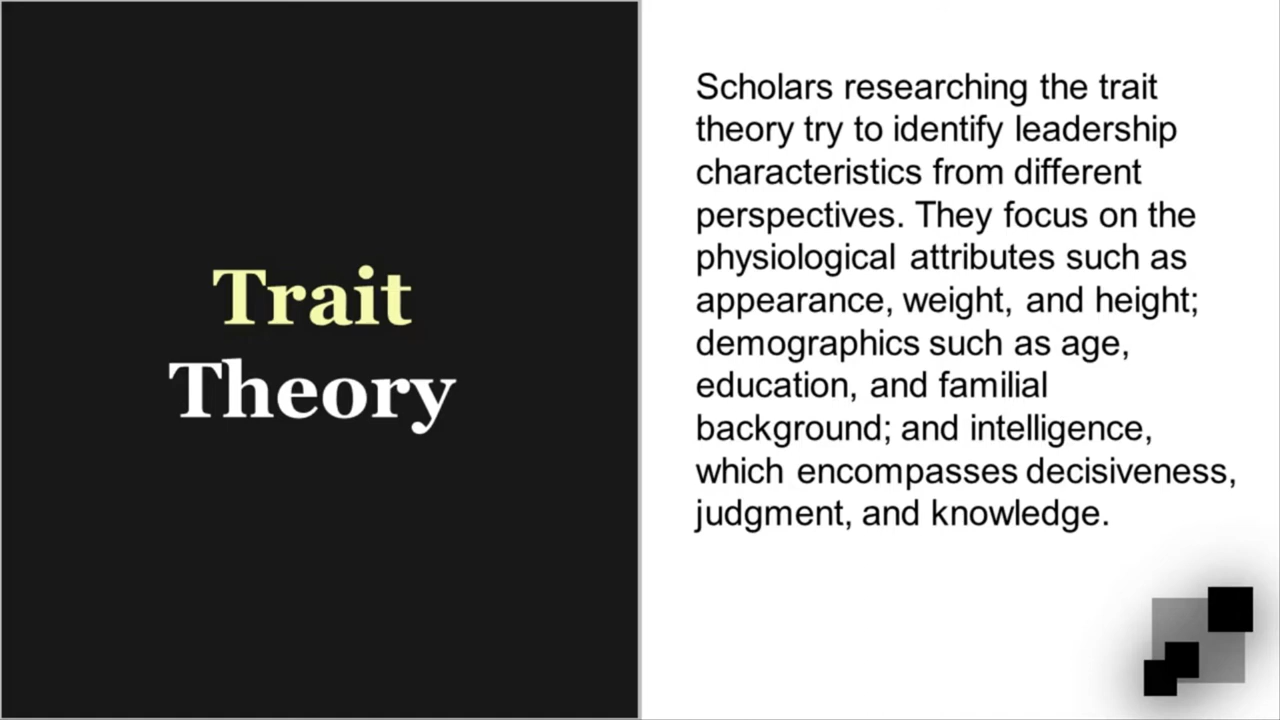 Trait
Theory
Scholars researching the trait
theory try to identify leadership
characteristics from different
perspectives. They focus on the
physiological attributes such as
appearance, weight, and height;
demographics such as age,
education, and familial
background; and intelligence,
which encompasses decisiveness,
judgment, and knowledge.